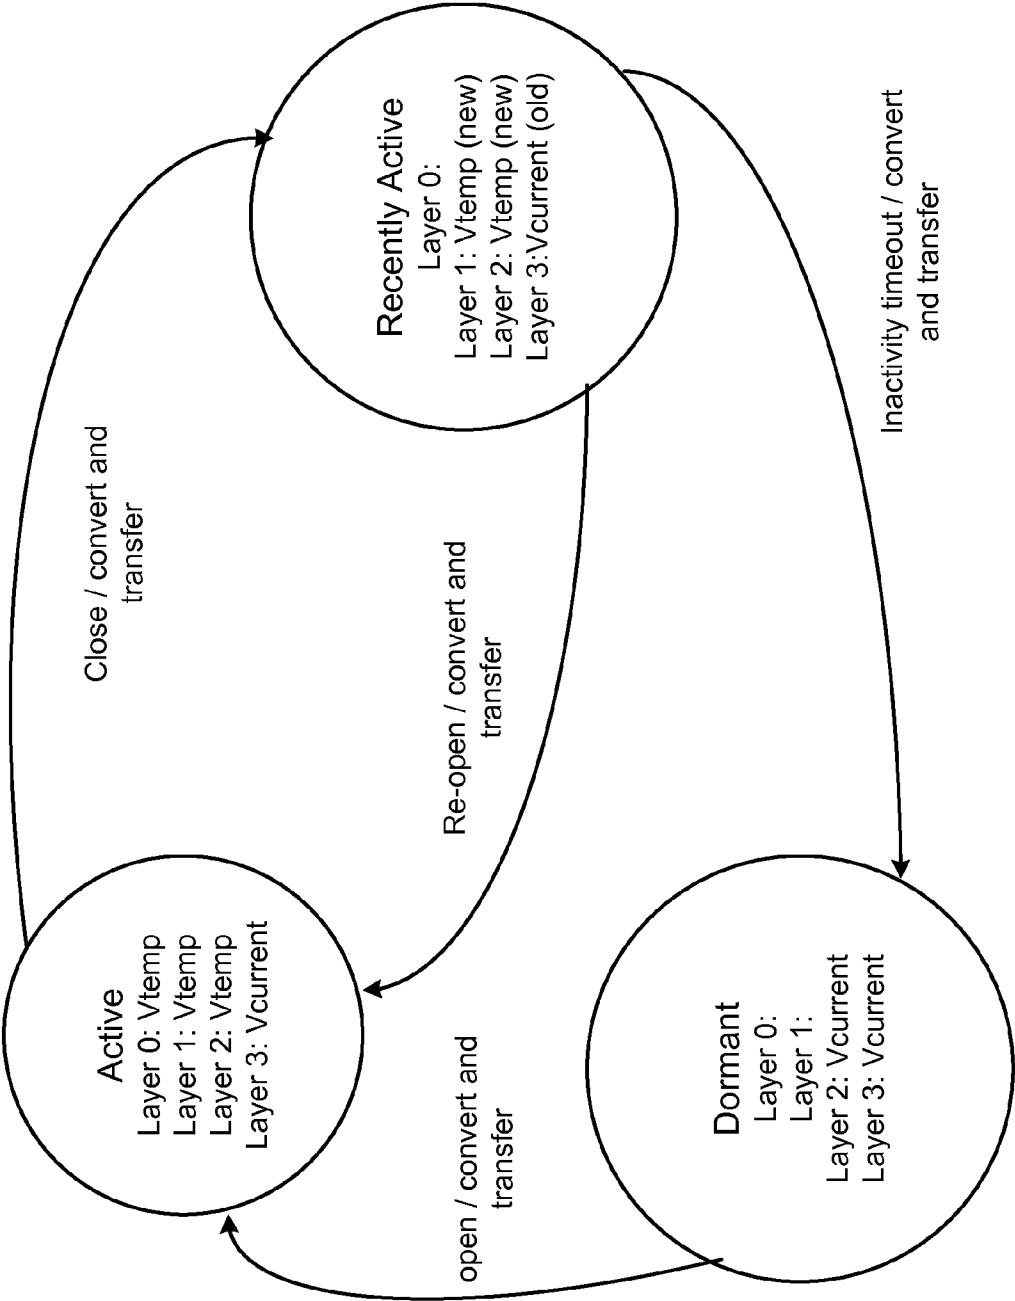 Active
Layer 0: Vtemp
Layer 1: Vtemp
Layer 2: Vtemp
Layer 3: Vcurrent
Close / convert and
transfer
Recently Active
Layer 0:
Layer 1: Vtemp (new)
Layer 2: Vtemp (new)
Layer 3:Vcurrent (old)
Re-open / convert and
transfer
open / convert and
transfer
Dormant
Layer 0:
Layer 1:
Layer 2: Vcurrent
Layer 3: Vcurrent
Inactivity timeout / convert
and transfer